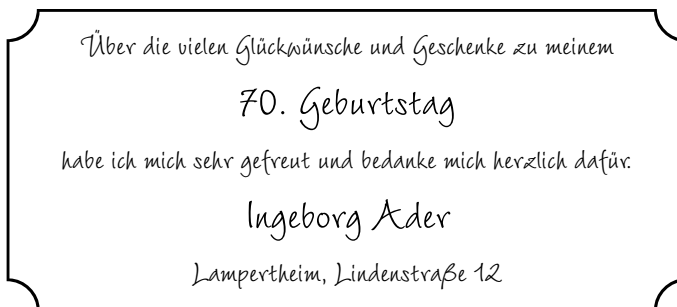 Über die vielen Glückwünsche und Geschenke zu meinem
70. Geburtstag
habe ich mich sehr gefreut und bedanke mich herzlich dafür.
Ingeborg Ader
Lampertheim, Lindenstraße 12